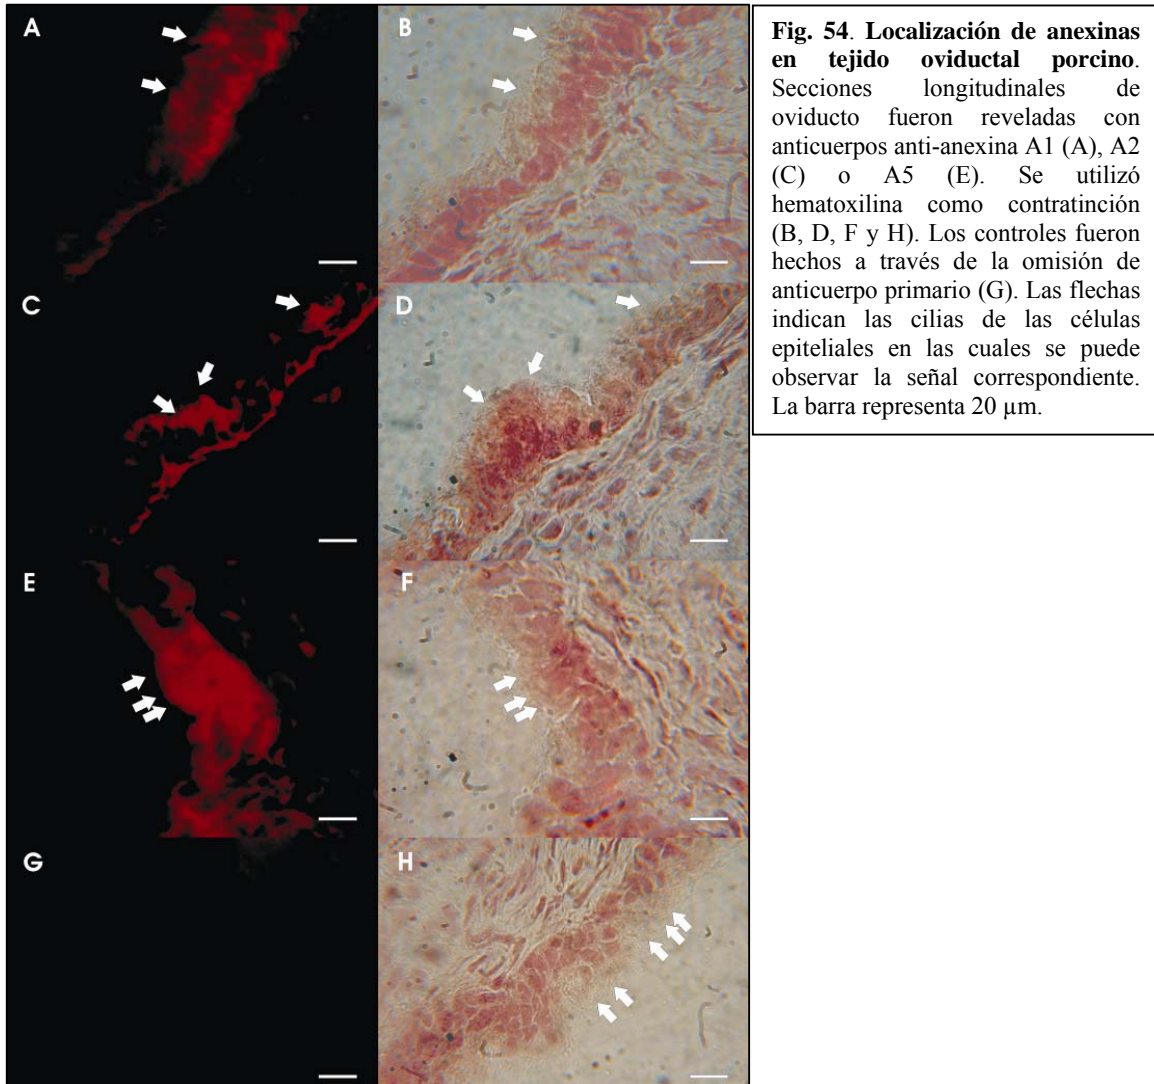 A
B
Fig. 54. Localización de anexinas
en tejido oviductal porcino.
Secciones longitudinales de
oviducto fueron reveladas con
anticuerpos anti-anexina A1 (A), A2
(C) o A5 (E). Se utilizó
hematoxilina como contratinción
(B, D, F y H). Los controles fueron
hechos a través de la omisión de
anticuerpo primario (G). Las flechas
indican las cilias de las células
epiteliales en las cuales se puede
observar la señal correspondiente.
La barra representa 20 µm.
C
D
E
F
G
H